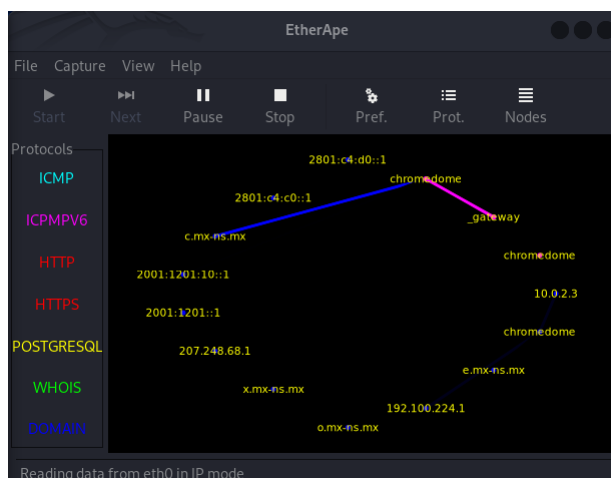 EtherApe
File Capture View Help
Start Next Pause Stop Pref. Prot. Nodes
Protocols
ICMP
ICPMPV6
HTTP
HTTPS
POSTGRESQL
WHOIS
DOMAIN
2801:c4:d0::1
chromedome
2801:c4:c0::1
_gateway
c.mx-ns.mx
chromedome
2001:1201:10::1
10.0.2.3
2001:1201::1
chromedome
207.248.68.1
e.mx-ns.mx
x.mx-ns.mx
192.100.224.1
o.mx-ns.mx
Reading data from eth0 in IP mode